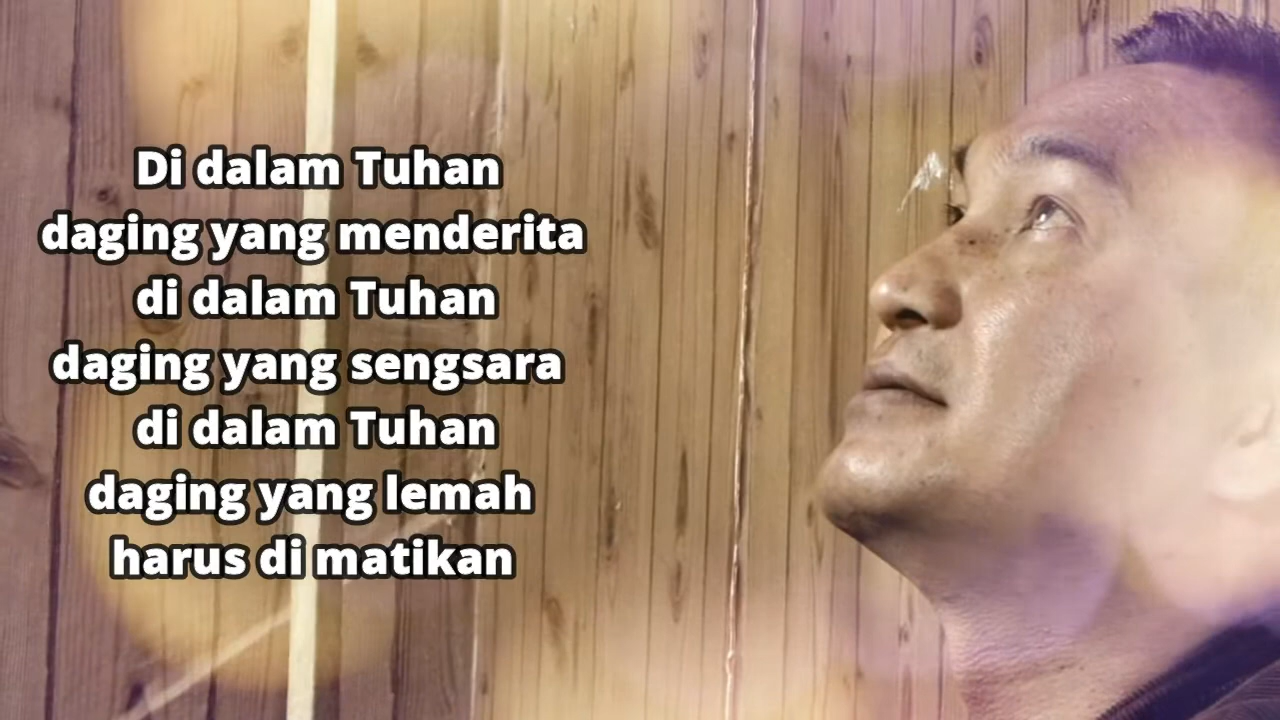 Di dalam Tuhan
daging yang menderita
di dalam Tuhan
daging yang sengsara
di dalam Tuhan
daging yang lemah
harus di matikan